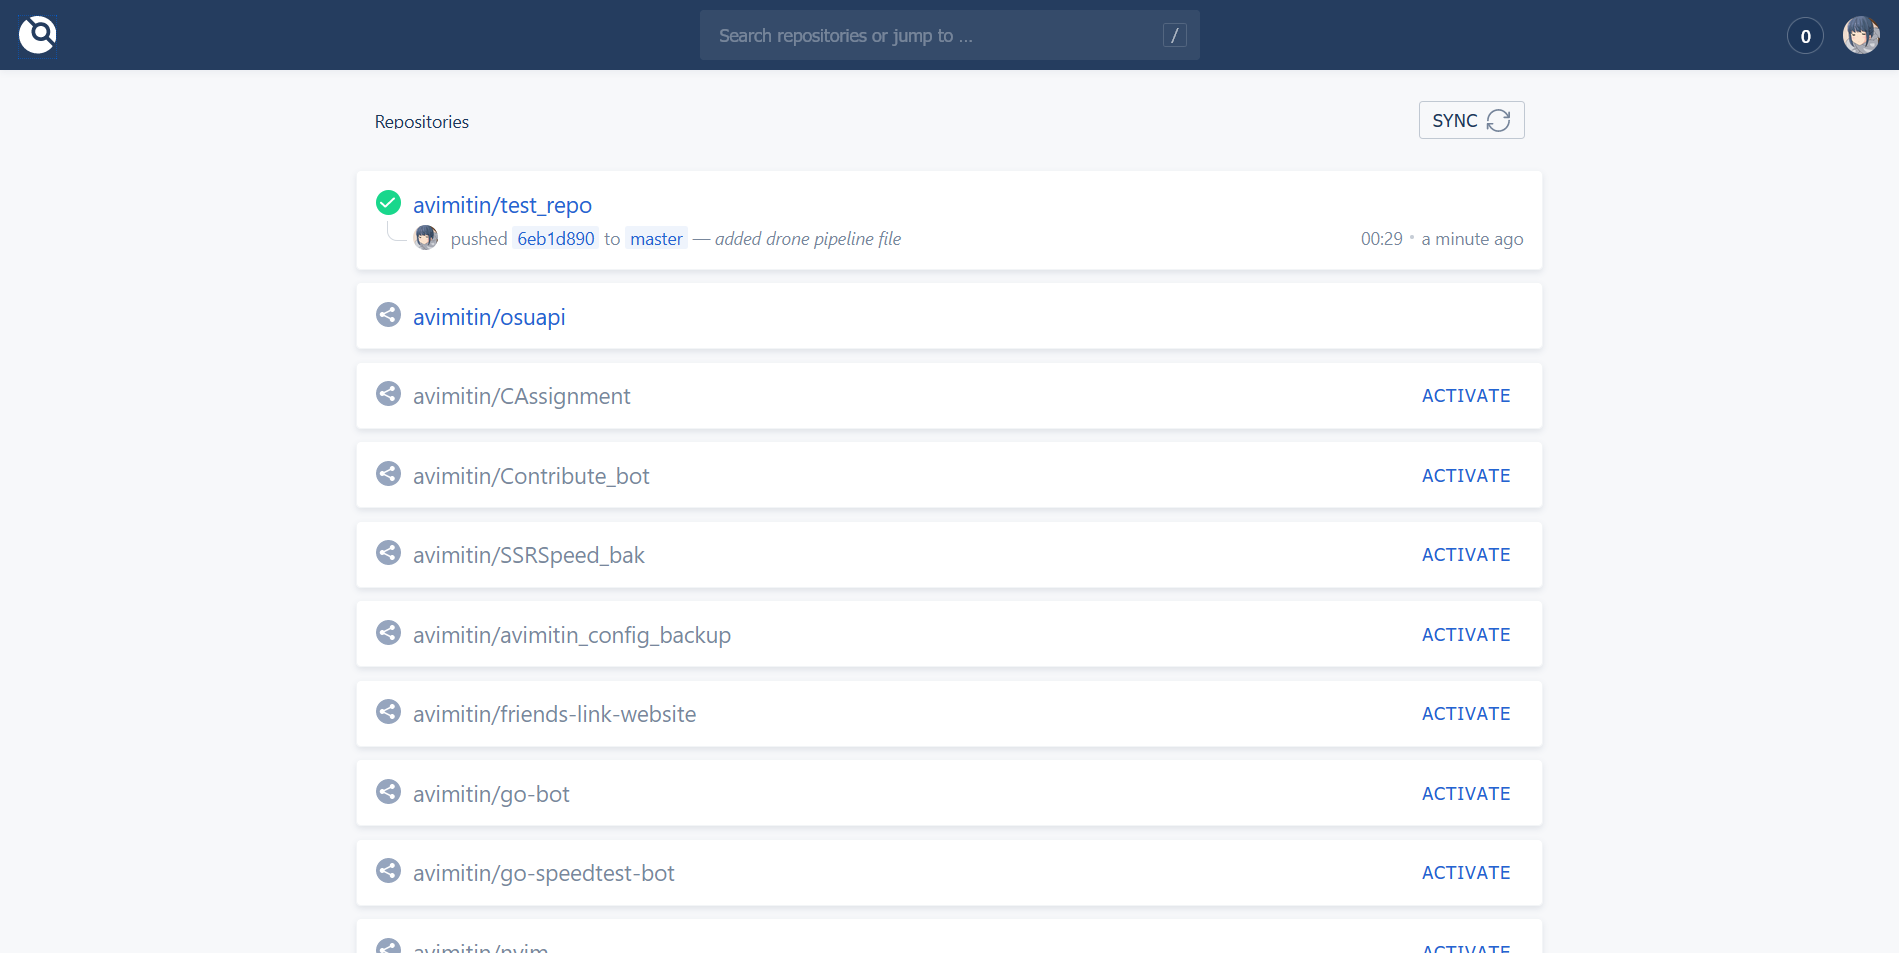 Search repositories or jump to ...
/
0
Repositories
SYNC
avimitin/test_repo
pushed 6eb1d890 to master — added drone pipeline file
00:29 • a minute ago
avimitin/osuapi
avimitin/CAssignment
ACTIVATE
avimitin/Contribute_bot
ACTIVATE
avimitin/SSRSpeed_bak
ACTIVATE
avimitin/avimitin_config_backup
ACTIVATE
avimitin/friends-link-website
ACTIVATE
avimitin/go-bot
ACTIVATE
avimitin/go-speedtest-bot
ACTIVATE
avimitin/nvim
ACTIVATE